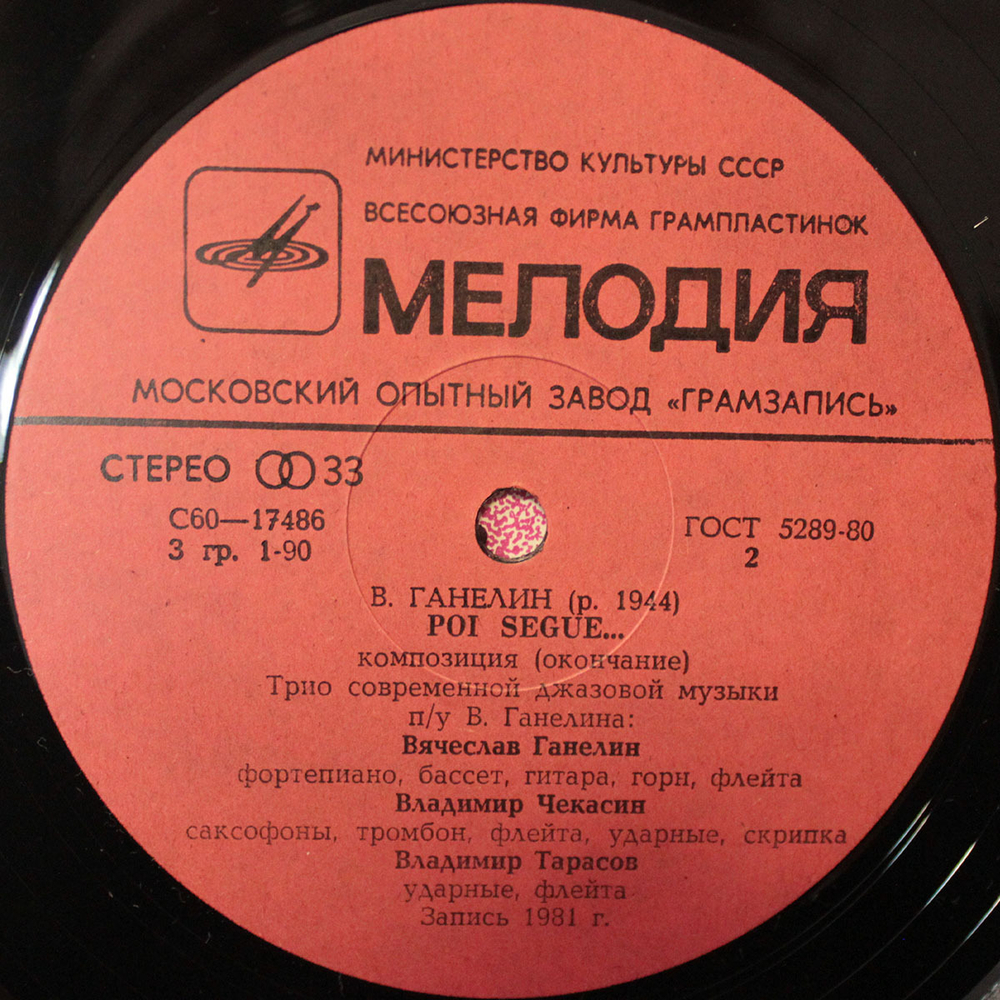 МИНИСТЕРСТВО КУЛЬТУРЫ СССР
ВСЕСОЮЗНАЯ ФИРМА ГРАМПЛАСТИНОК
МЕЛОДИЯ
МОСКОВСКИЙ ОПЫТНЫЙ ЗАВОД «ГРАМЗАПИСЬ»
СТЕРЕО 33
С60—17486
3 гр. 1-90
ГОСТ 5289-80
2
В. ГАНЕЛИН (р. 1944)
POI SEGUE...
композиция (окончание)
Трио современной джазовой музыки
п/у В. Ганелина:
Вячеслав Ганелин
фортепиано, бассет, гитара, горн, флейта
Владимир Чекасин
саксофоны, тромбон, флейта, ударные, скрипка
Владимир Тарасов
ударные, флейта
Запись 1981 г.